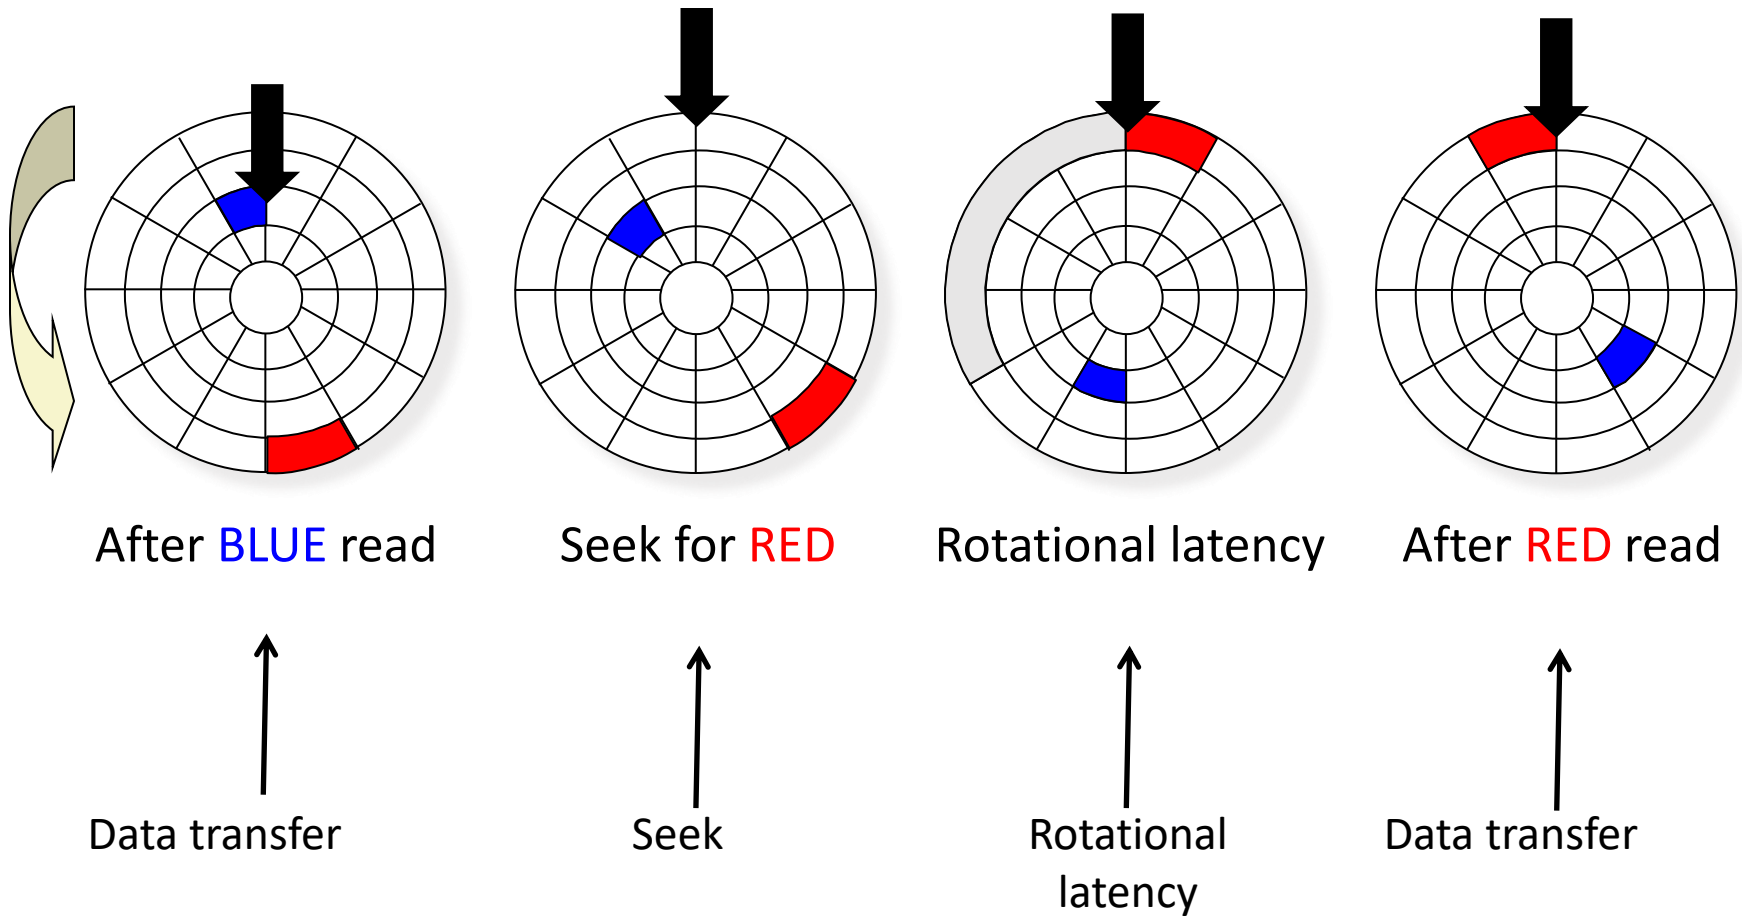 After BLUE read
Seek for RED
Rotational latency
After RED read
Data transfer
Seek
Rotational
latency
Data transfer